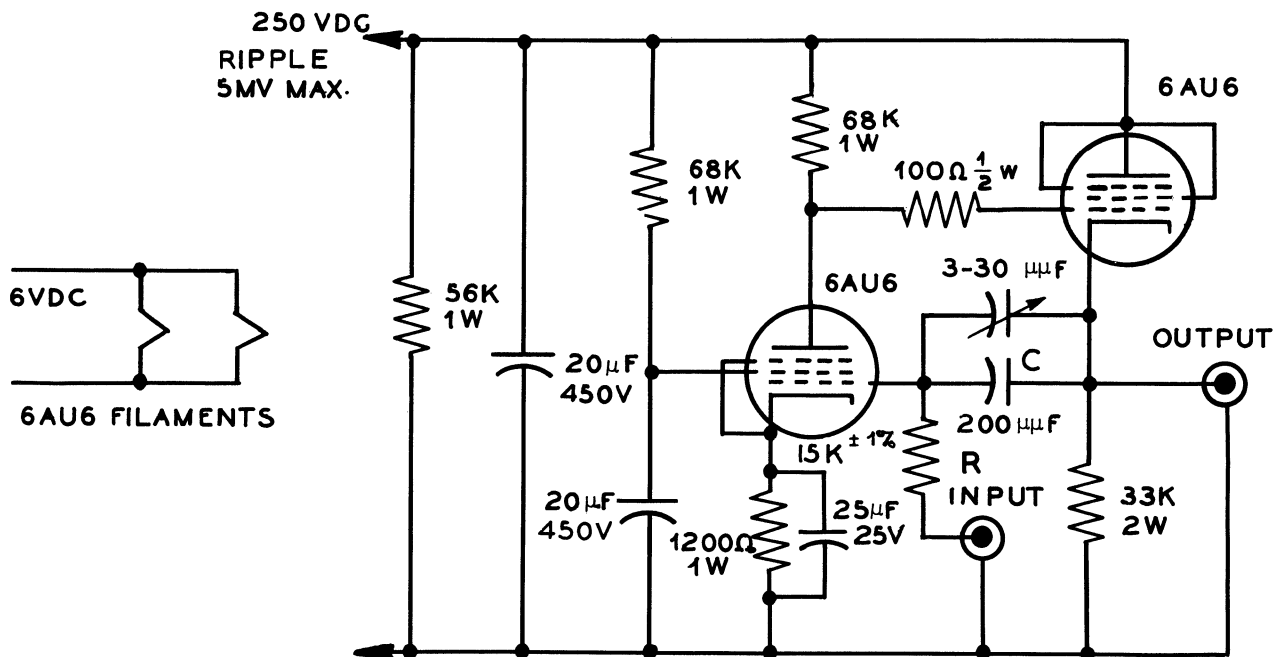 250 VDC
RIPPLE
5MV MAX.
6AU6
68K
1W
68K
1W
100Ω 1/2 W
3-30 μμF
6VDC
56K
1W
6AU6
OUTPUT
20μF
450V
C
200 μμF
6AU6 FILAMENTS
15K ±1%
R
INPUT
20μF
450V
1200Ω
1W
25μF
25V
33K
2W